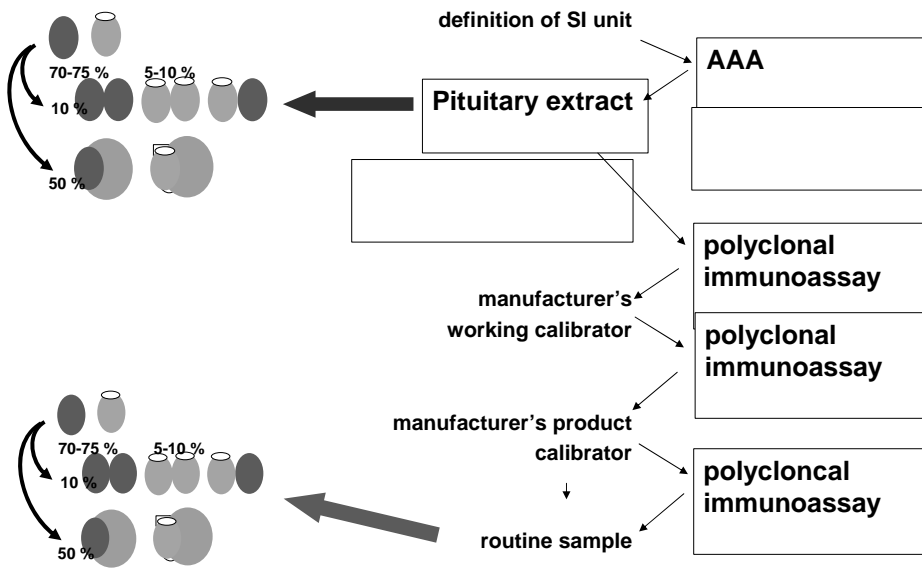 definition of SI unit
AAA
70-75 % 5-10 %
10 %
Pituitary extract
50 %
polyclonal
immunoassay
manufacturer's
working calibrator
polyclonal
immunoassay
manufacturer's product
calibrator
70-75 % 5-10 %
10 %
polycloncal
immunoassay
50 %
routine sample